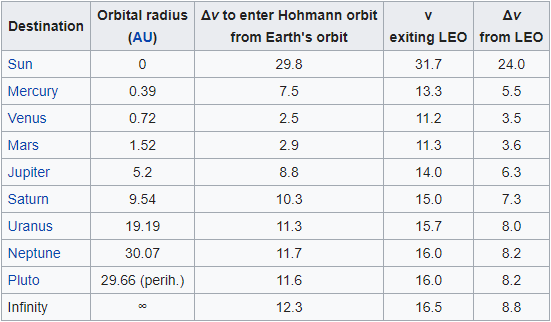 Destination Orbital radius (AU) Δv to enter Hohmann orbit from Earth's orbit v exiting LEO Δv from LEO
Sun 0 29.8 31.7 24.0
Mercury 0.39 7.5 13.3 5.5
Venus 0.72 2.5 11.2 3.5
Mars 1.52 2.9 11.3 3.6
Jupiter 5.2 8.8 14.0 6.3
Saturn 9.54 10.3 15.0 7.3
Uranus 19.19 11.3 15.7 8.0
Neptune 30.07 11.7 16.0 8.2
Pluto 29.66 (perih.) 11.6 16.0 8.2
Infinity ∞ 12.3 16.5 8.8